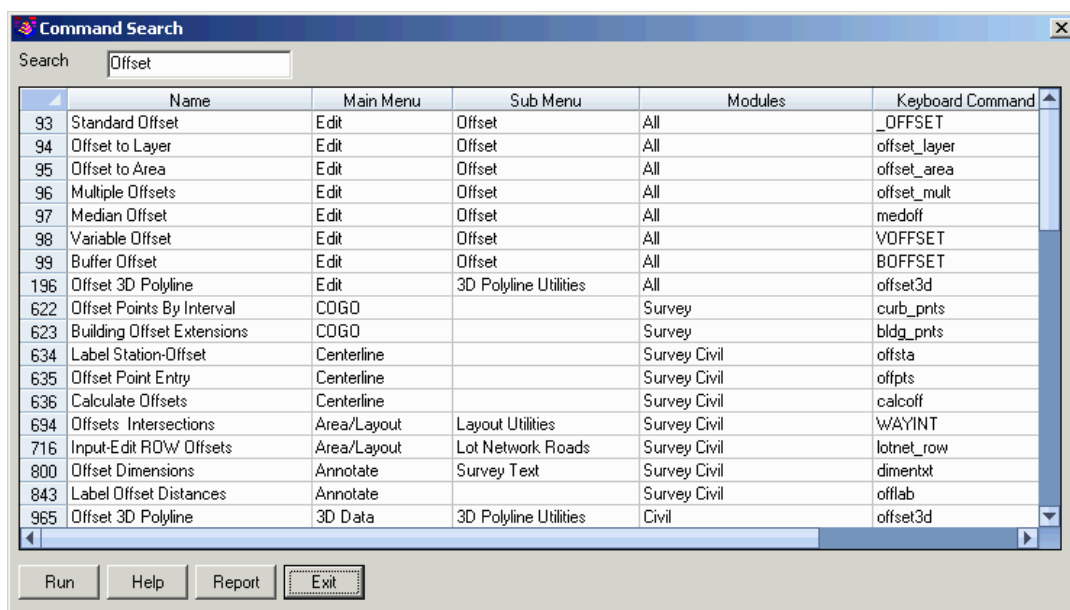 Command Search
Search Offset
Name Main Menu Sub Menu Modules Keyboard Command
93 Standard Offset Edit Offset All _OFFSET
94 Offset to Layer Edit Offset All offset_layer
95 Offset to Area Edit Offset All offset_area
96 Multiple Offsets Edit Offset All offset_mult
97 Median Offset Edit Offset All medoff
98 Variable Offset Edit Offset All VOFFSET
99 Buffer Offset Edit Offset All BOFFSET
196 Offset 3D Polyline Edit 3D Polyline Utilities All offset3d
622 Offset Points By Interval COGO Survey curb_pnts
623 Building Offset Extensions COGO Survey bldg_pnts
634 Label Station-Offset Centerline Survey Civil offsta
635 Offset Point Entry Centerline Survey Civil offpts
636 Calculate Offsets Centerline Survey Civil calcoff
694 Offsets Intersections Area/Layout Layout Utilities Survey Civil WAYINT
716 Input-Edit ROW Offsets Area/Layout Lot Network Roads Survey Civil lotnet_row
800 Offset Dimensions Annotate Survey Text Survey Civil dimentxt
843 Label Offset Distances Annotate Survey Civil offlab
965 Offset 3D Polyline 3D Data 3D Polyline Utilities Civil offset3d
Run Help Report Exit